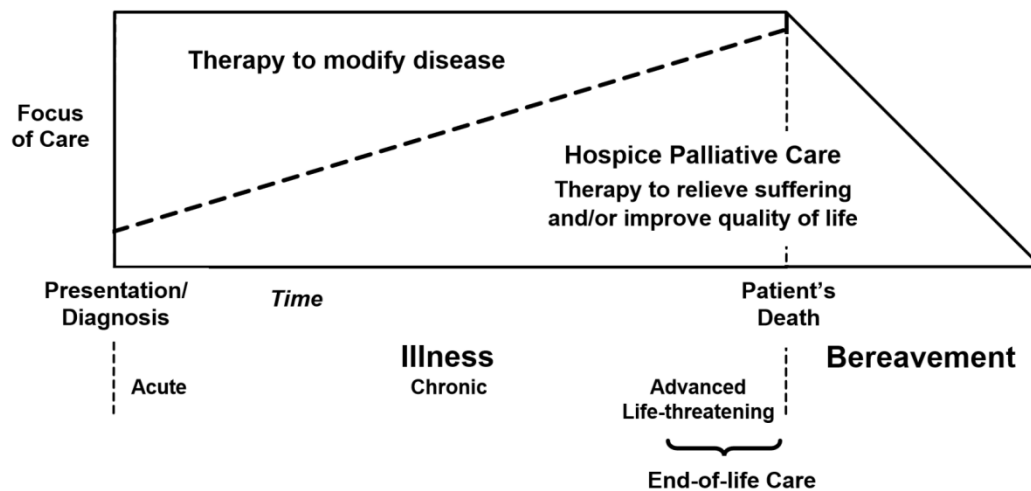 Therapy to modify disease
Focus
of Care
Hospice Palliative Care
Therapy to relieve suffering
and/or improve quality of life
Presentation/
Diagnosis
Time
Patient's
Death
Illness
Bereavement
Acute
Chronic
Advanced
Life-threatening
End-of-life Care